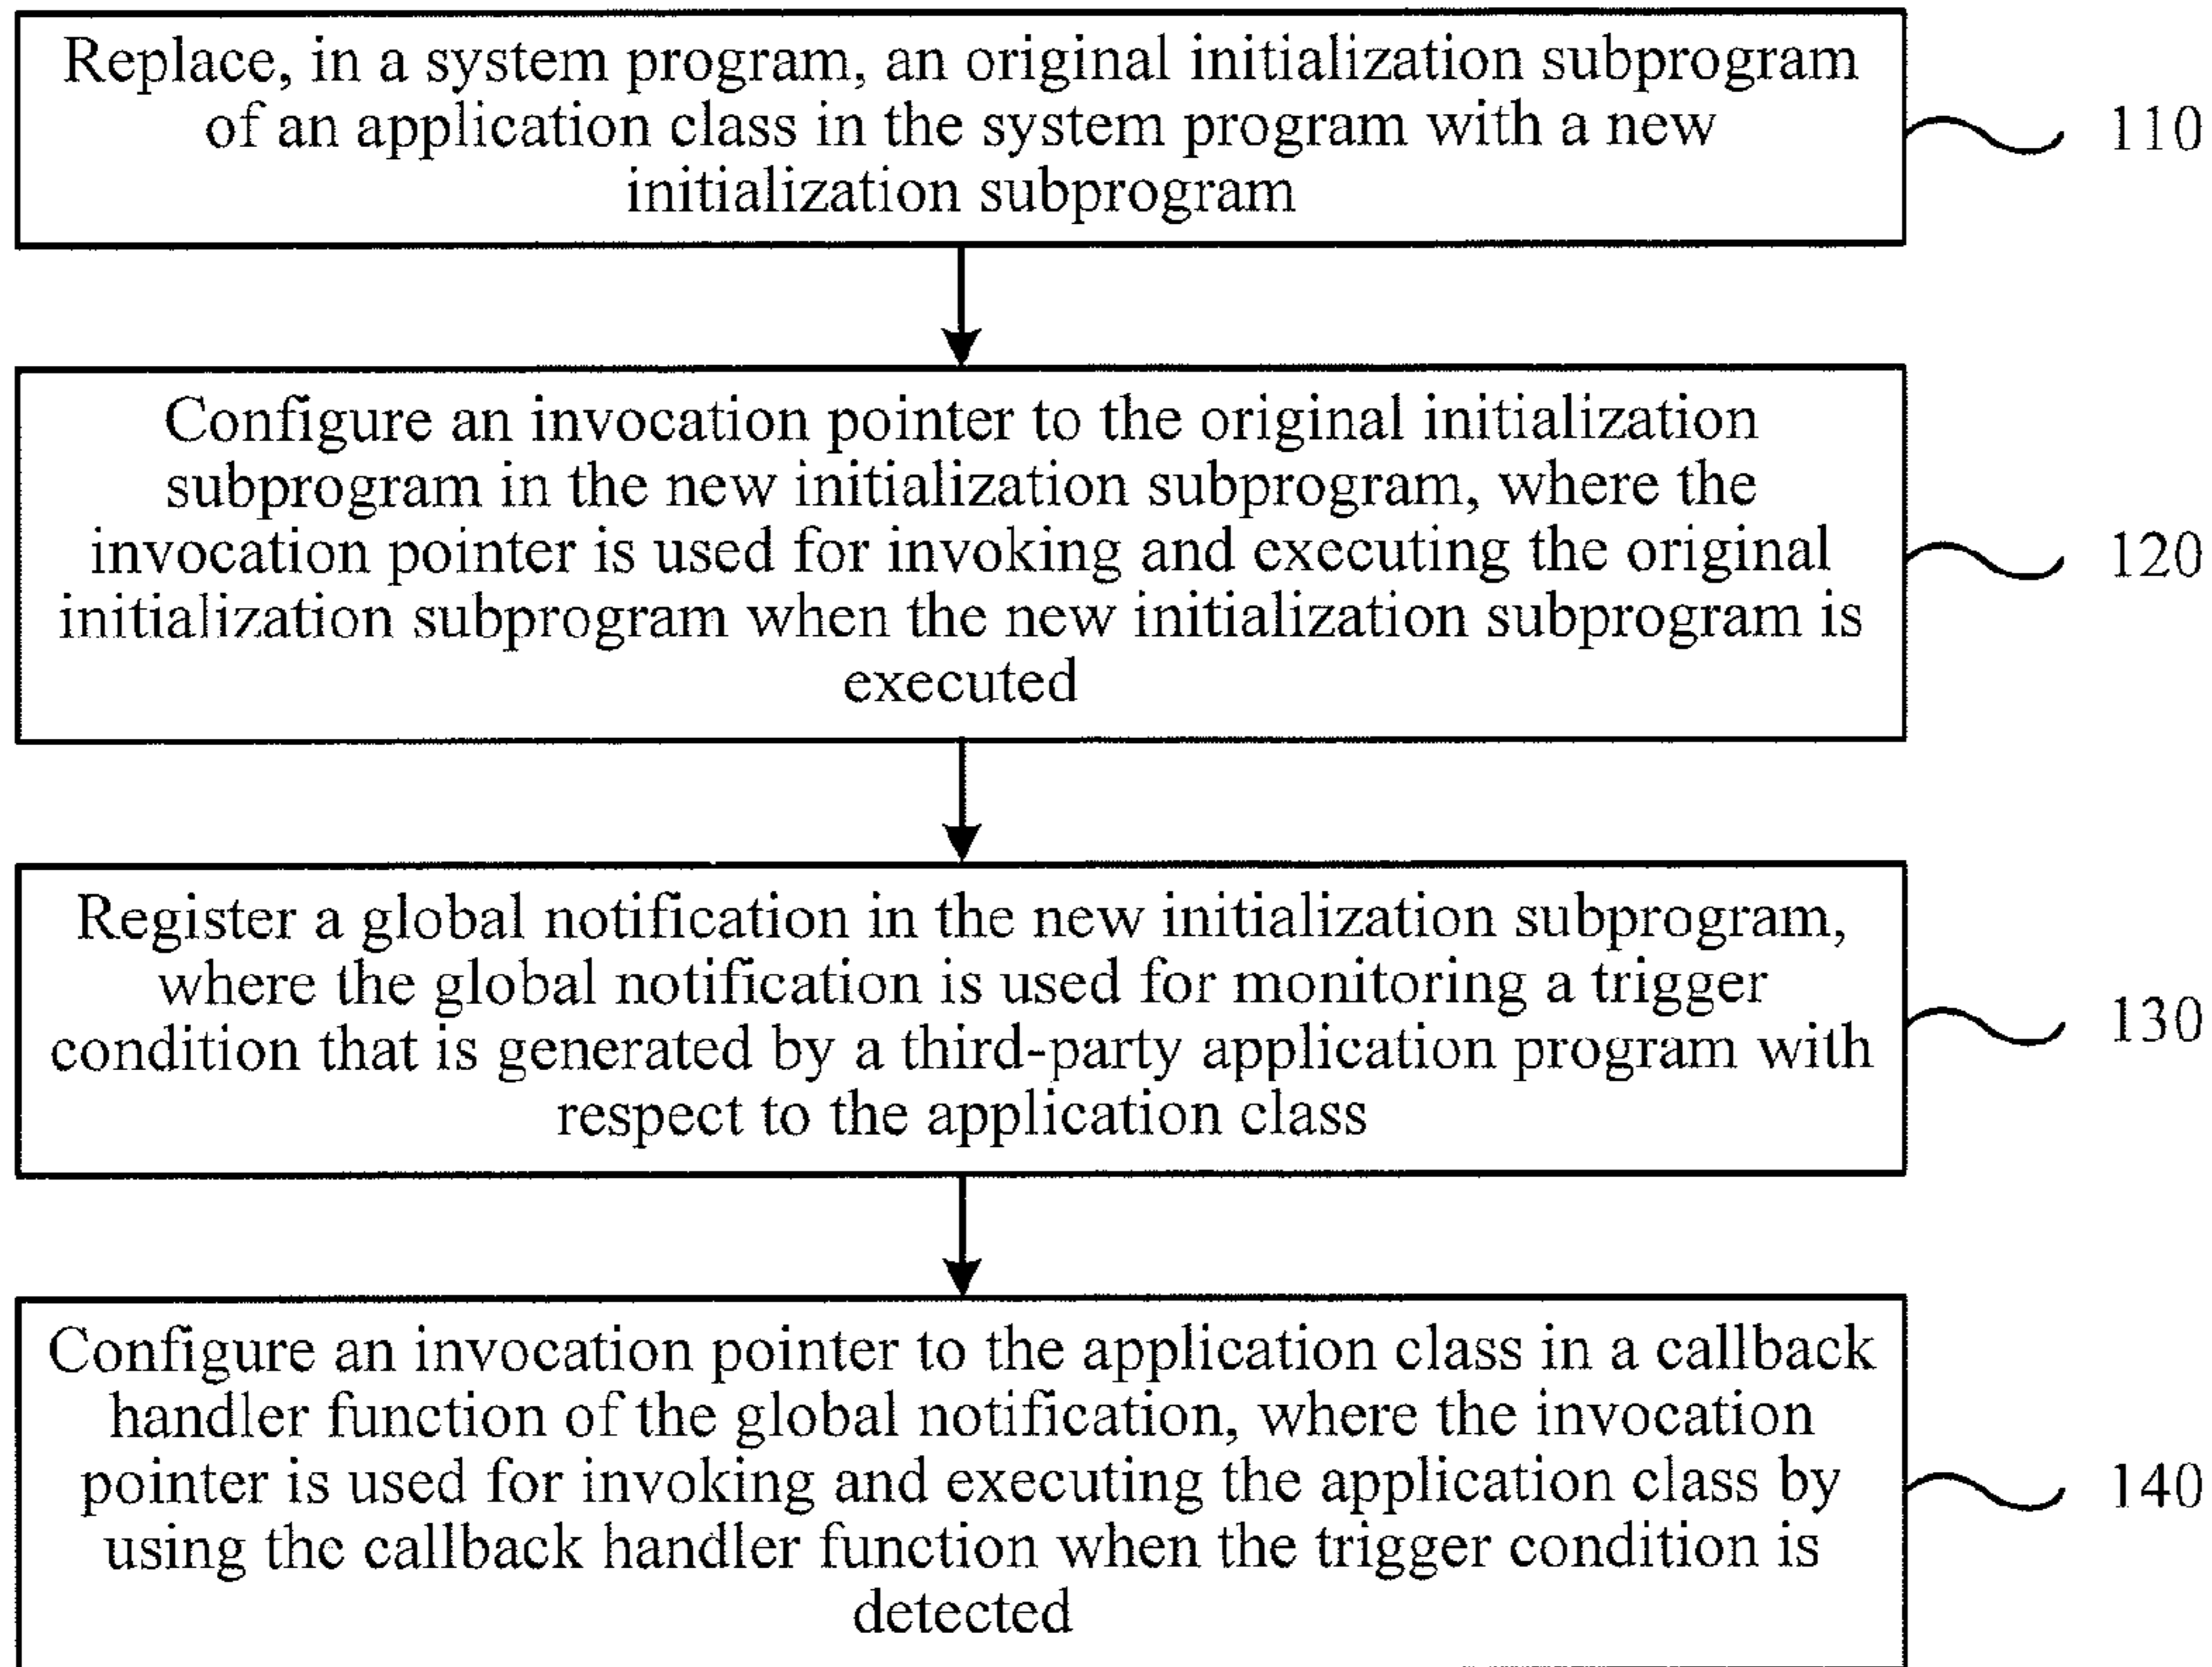 Replace, in a system program, an original initialization subprogram
of an application class in the system program with a new
initialization subprogram
110
Configure an invocation pointer to the original initialization
subprogram in the new initialization subprogram, where the
invocation pointer is used for invoking and executing the original
initialization subprogram when the new initialization subprogram is
executed
120
Register a global notification in the new initialization subprogram,
where the global notification is used for monitoring a trigger
condition that is generated by a third-party application program with
respect to the application class
130
Configure an invocation pointer to the application class in a callback
handler function of the global notification, where the invocation
pointer is used for invoking and executing the application class by
using the callback handler function when the trigger condition is
detected
140